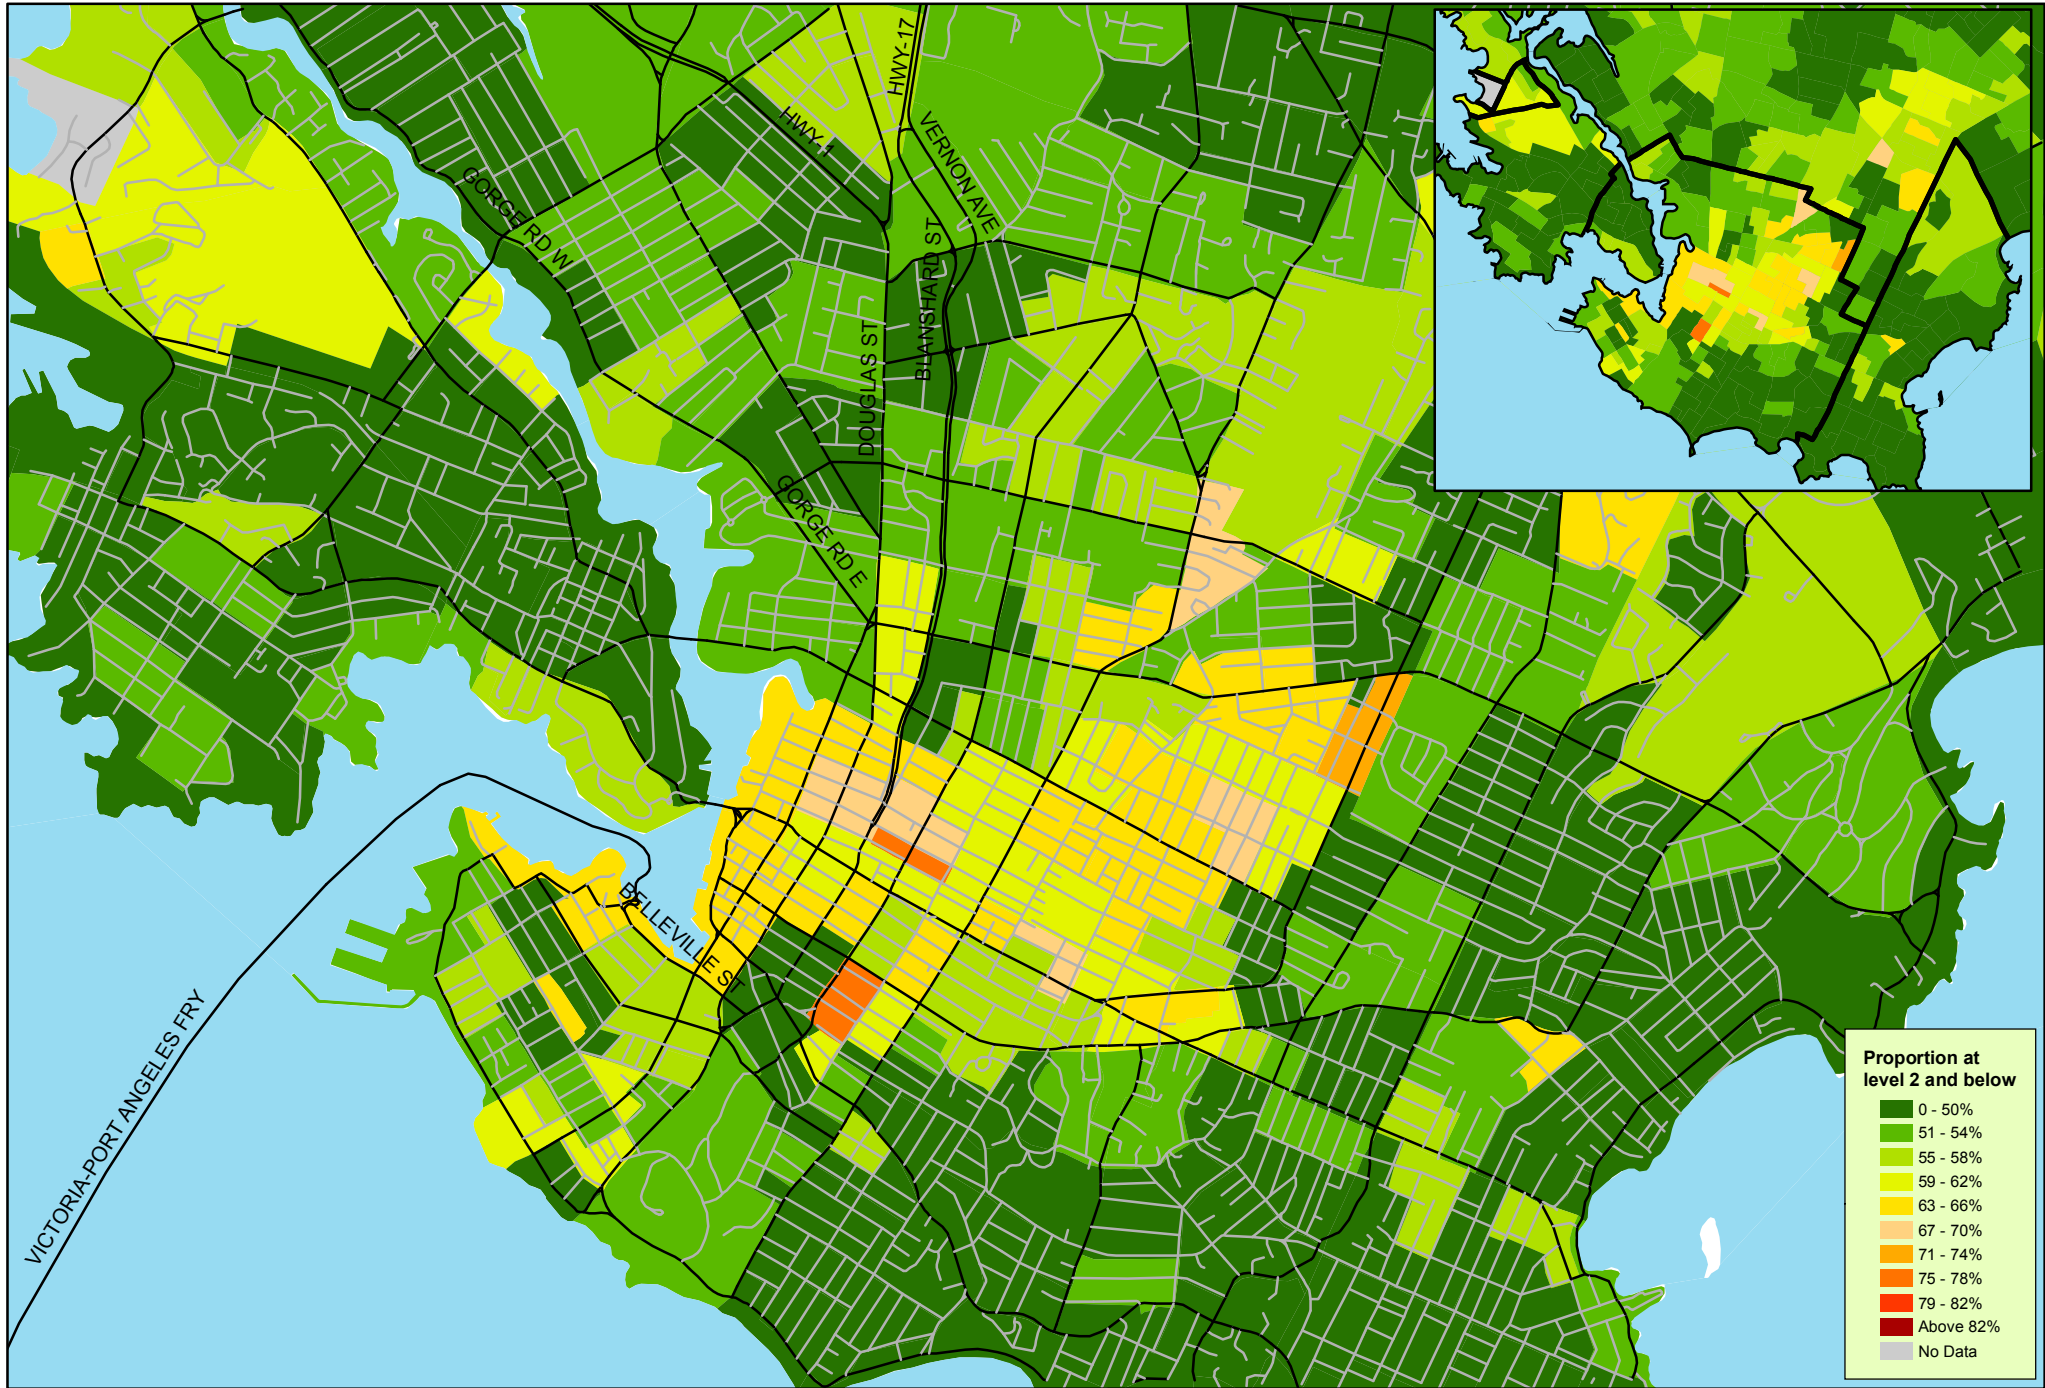 HWY-17
HWY-1
VERNON AVE
GORGE RD W
BLANSHARD ST
DOUGLAS ST
GORGE RD E
BELLEVILLE ST
VICTORIA-PORT ANGELES FRY
Proportion at
level 2 and below
0 - 50%
51 - 54%
55 - 58%
59 - 62%
63 - 66%
67 - 70%
71 - 74%
75 - 78%
79 - 82%
Above 82%
No Data